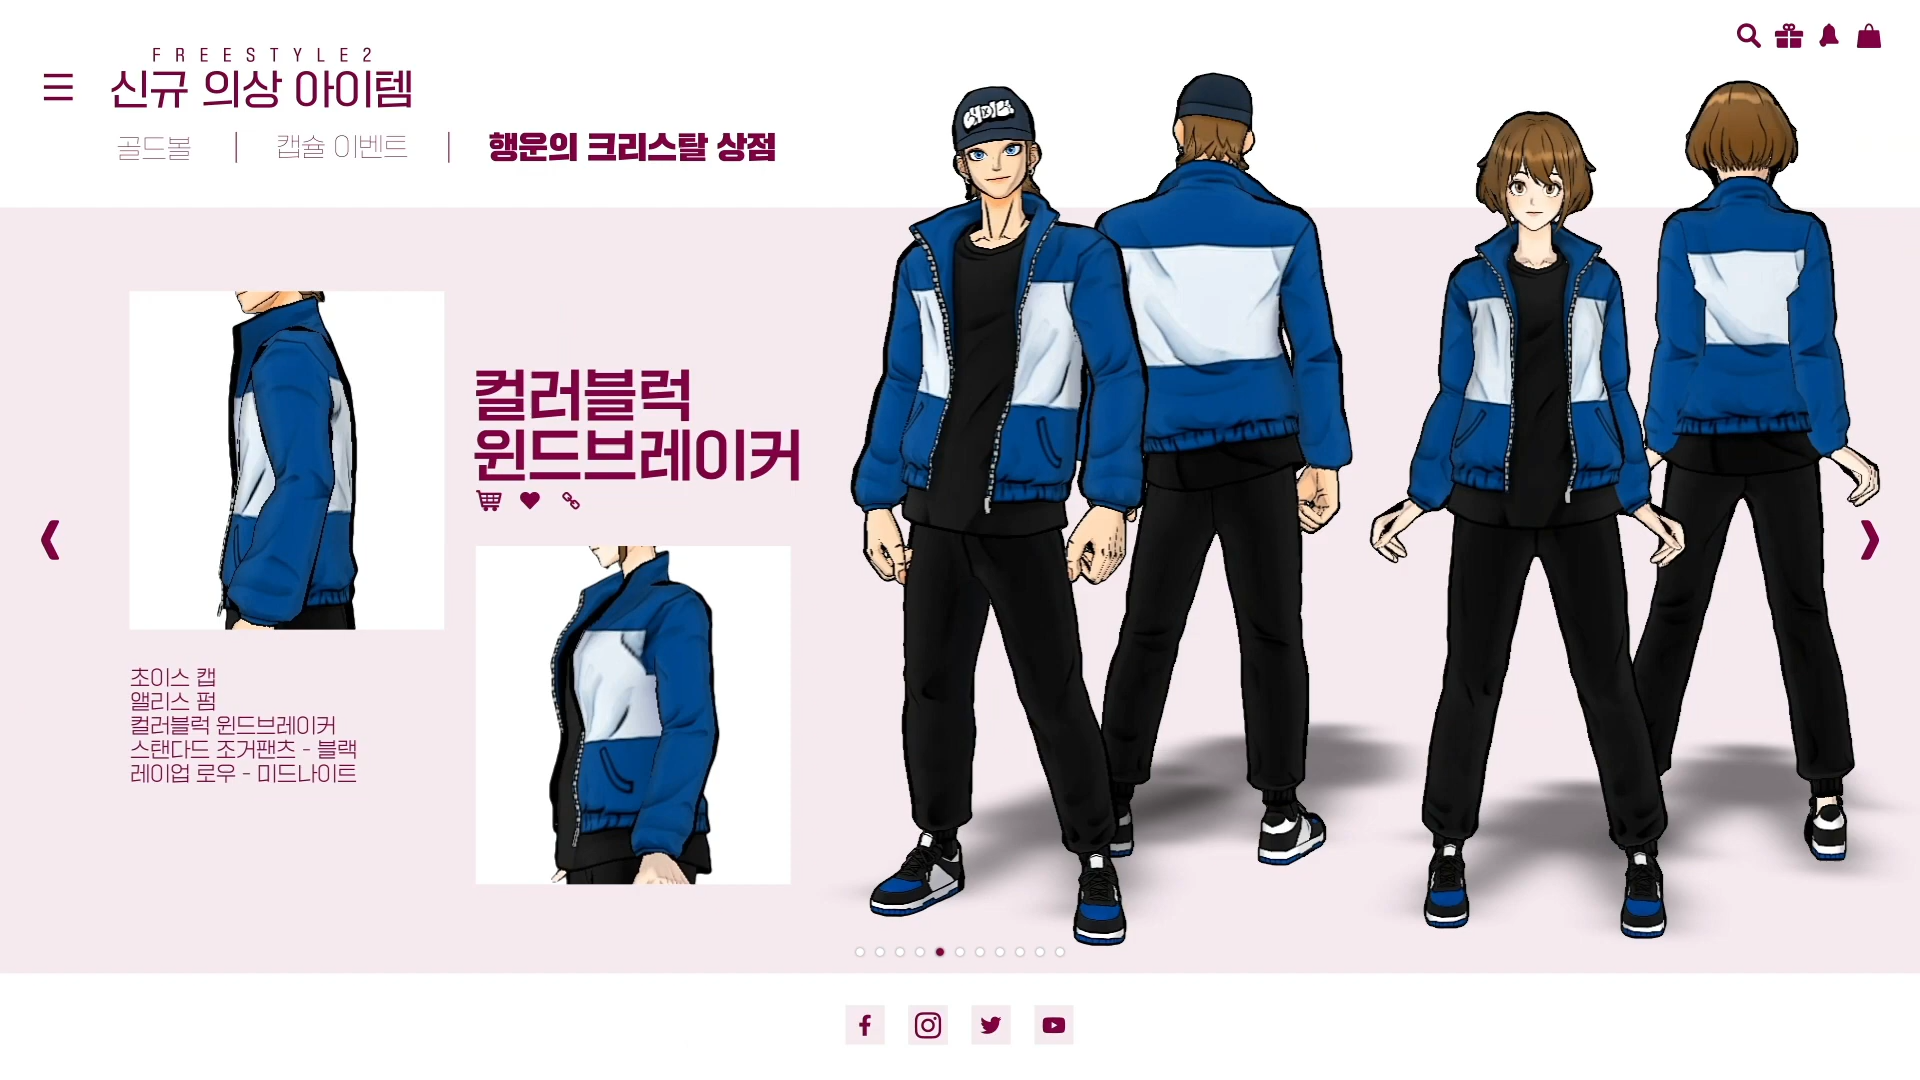 FREESTYLE2
신규 의상 아이템
골드볼 | 캡슐 이벤트 | 행운의 크리스탈 상점
컬러블럭
윈드브레이커
초이스 캡
앨리스 펌
컬러블럭 윈드브레이커
스탠다드 조거팬츠 - 블랙
레이업 로우 - 미드나이트